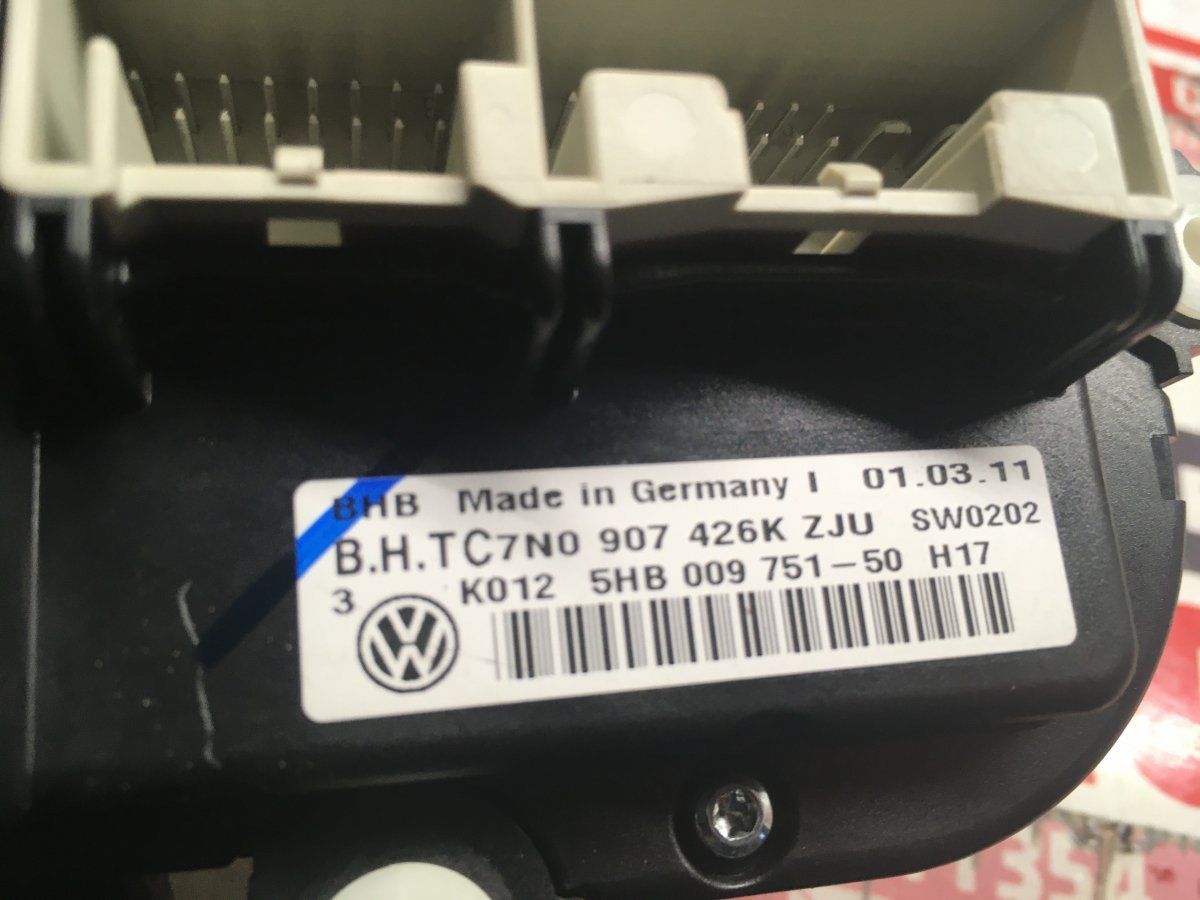 BHB Made in Germany I 01.03.11
B.H.TC7N0 907 426K ZJU SW0202
3 K012 5HB 009 751-50 H17